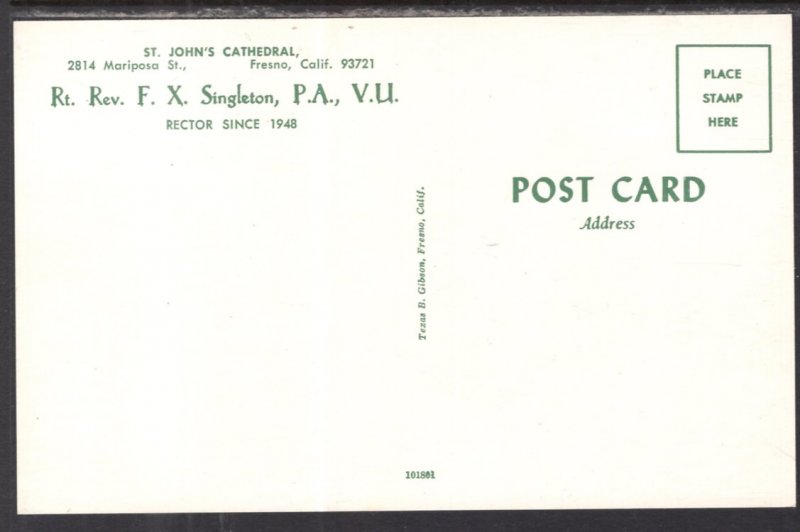 ST. JOHN'S CATHEDRAL,
2814 Mariposa St., Fresno, Calif. 93721
Rt. Rev. F. X. Singleton, P.A., V.U.
RECTOR SINCE 1948
PLACE
STAMP
HERE
POST CARD
Address
Texas B. Gibson, Fresno, Calif.
101801